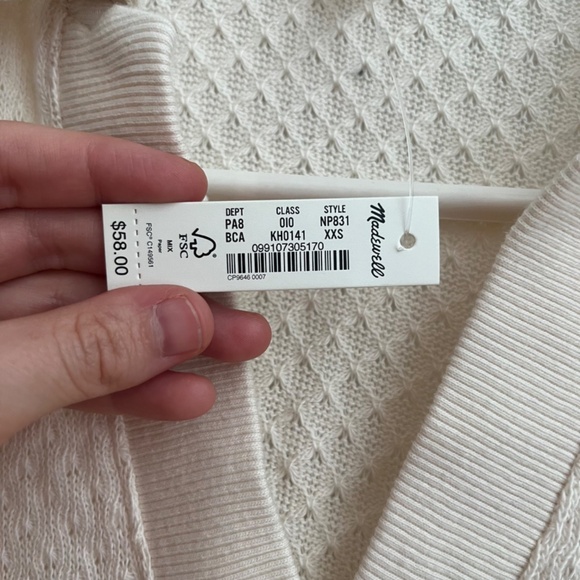 DEPT CLASS STYLE
PA8 010 NP831
BCA KH0141 XXS
099107305170
CP9646 0007
Madewell
FSC
MIX
Paper
FSC® C149561
$58.00